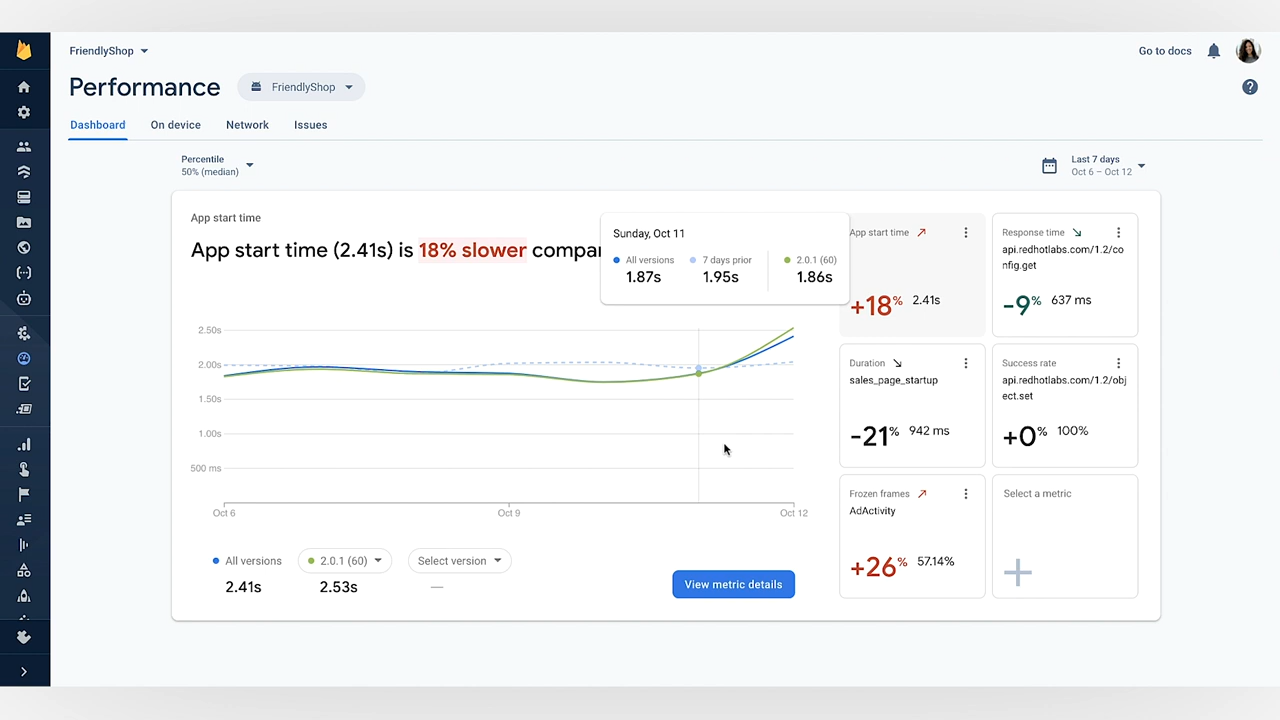 FriendlyShop
Go to docs
Performance
FriendlyShop
Dashboard
On device
Network
Issues
Percentile
50% (median)
Last 7 days
Oct 6 – Oct 12
App start time
App start time (2.41s) is 18% slower compa
Sunday, Oct 11
All versions
7 days prior
2.0.1 (60)
1.87s
1.95s
1.86s
2.50s
2.00s
1.50s
1.00s
500 ms
Oct 6
Oct 9
Oct 12
All versions
2.41s
2.0.1 (60)
2.53s
Select version
—
View metric details
App start time
+18%
2.41s
Response time
api.redhotlabs.com/1.2/co
nfig.get
-9%
637 ms
Duration
sales_page_startup
-21%
942 ms
Success rate
api.redhotlabs.com/1.2/obj
ect.set
+0%
100%
Frozen frames
AdActivity
+26%
57.14%
Select a metric